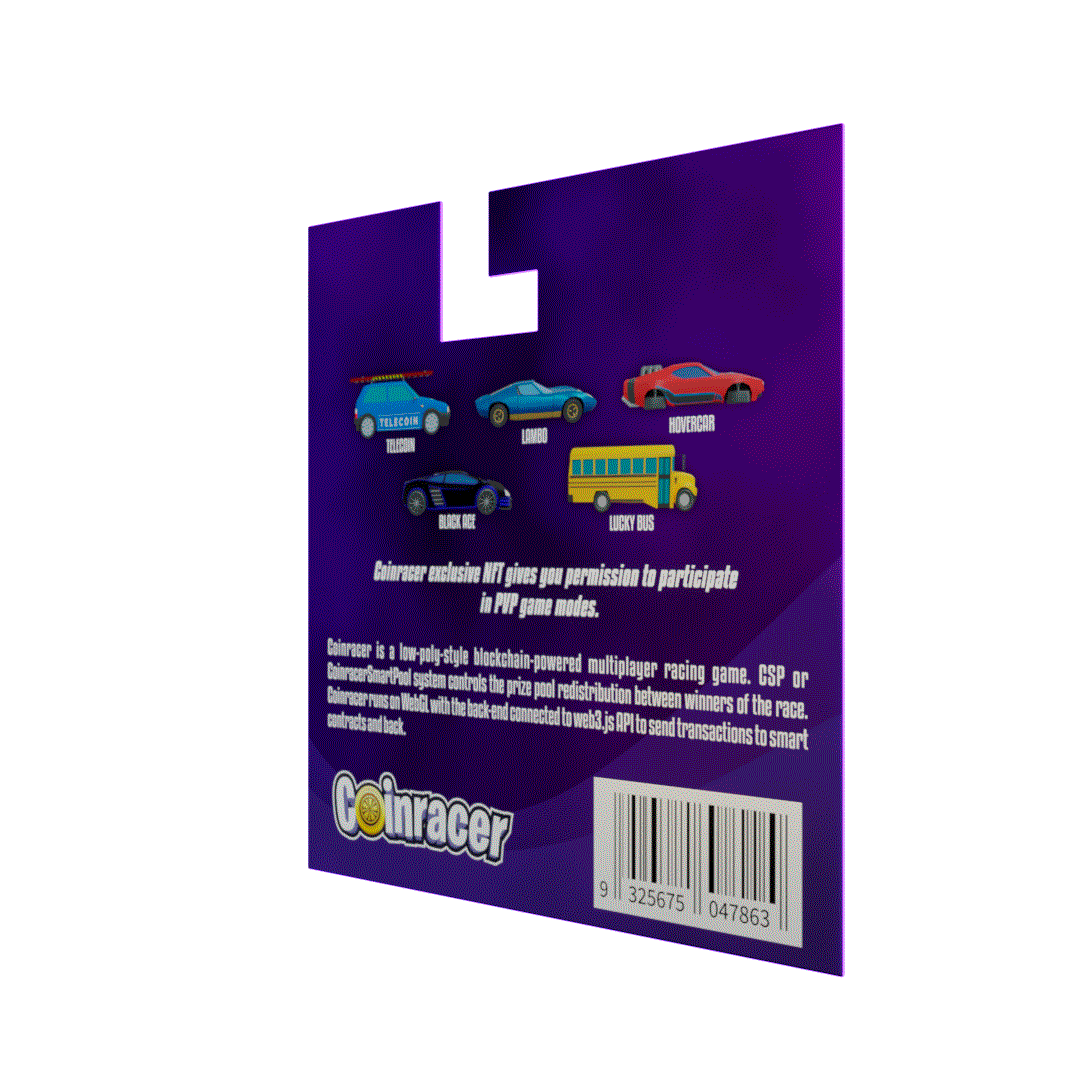 TELECOIN
TELECOIN
LAMBO
HOVERCAR
BLACK ACE
LUCKY BUS
Coinracer exclusive NFT gives you permission to participate
in PVP game modes.
Coinracer is a low-poly-style blockchain-powered multiplayer racing game. CSP or
CoinracerSmartPool system controls the prize pool redistribution between winners of the race.
Coinracer runs on WebGL with the back-end connected to web3.js API to send transactions to smart
contracts and back.
Coinracer
9 325675 047863